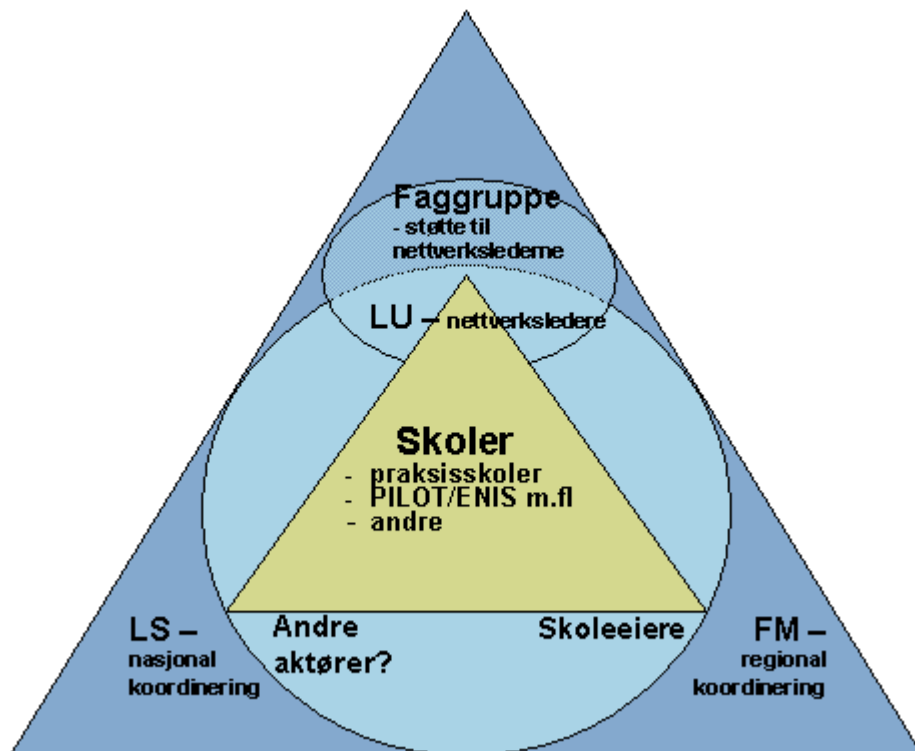 Faggruppe
- støtte til
nettverkslederne
LU – nettverksledere
Skoler
- praksisskoler
- PILOT/ENIS m.fl
- andre
LS –
nasjonal
koordinering
Andre
aktører?
Skoleeiere
FM –
regional
koordinering